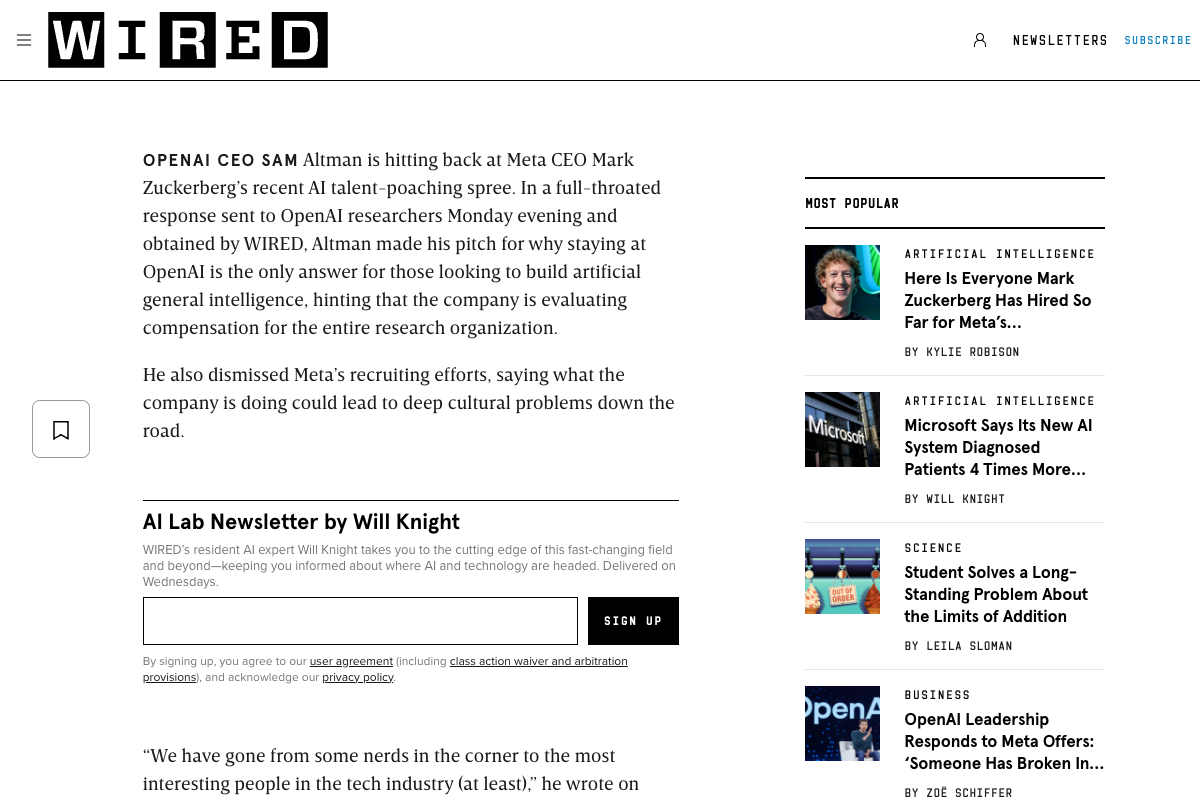 WIRED
NEWSLETTERS
SUBSCRIBE
OPENAI CEO SAM Altman is hitting back at Meta CEO Mark
Zuckerberg’s recent AI talent-poaching spree. In a full-throated
response sent to OpenAI researchers Monday evening and
obtained by WIRED, Altman made his pitch for why staying at
OpenAI is the only answer for those looking to build artificial
general intelligence, hinting that the company is evaluating
compensation for the entire research organization.
He also dismissed Meta’s recruiting efforts, saying what the
company is doing could lead to deep cultural problems down the
road.
AI Lab Newsletter by Will Knight
WIRED’s resident AI expert Will Knight takes you to the cutting edge of this fast-changing field
and beyond—keeping you informed about where AI and technology are headed. Delivered on
Wednesdays.
SIGN UP
By signing up, you agree to our user agreement (including class action waiver and arbitration
provisions), and acknowledge our privacy policy.
“We have gone from some nerds in the corner to the most
interesting people in the tech industry (at least),” he wrote on
MOST POPULAR
ARTIFICIAL INTELLIGENCE
Here Is Everyone Mark
Zuckerberg Has Hired So
Far for Meta’s…
BY KYLIE ROBISON
Microsoft
ARTIFICIAL INTELLIGENCE
Microsoft Says Its New AI
System Diagnosed
Patients 4 Times More…
BY WILL KNIGHT
OUT OF
ORDER
SCIENCE
Student Solves a Long-
Standing Problem About
the Limits of Addition
BY LEILA SLOMAN
OpenA
BUSINESS
OpenAI Leadership
Responds to Meta Offers:
‘Someone Has Broken In…
BY ZOË SCHIFFER